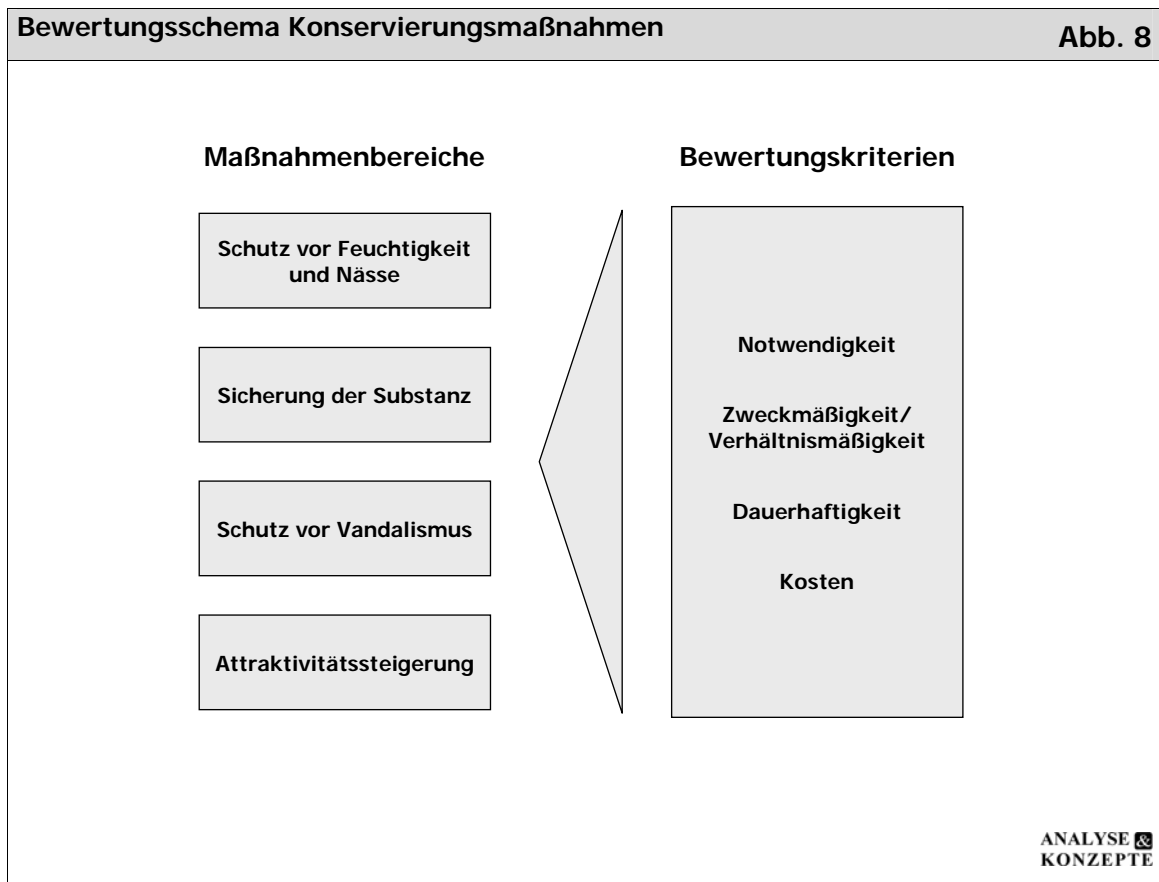 Bewertungsschema Konservierungsmaßnahmen
Abb. 8
Maßnahmenbereiche
Schutz vor Feuchtigkeit
und Nässe
Sicherung der Substanz
Schutz vor Vandalismus
Attraktivitätssteigerung
Bewertungskriterien
Notwendigkeit
Zweckmäßigkeit/
Verhältnismäßigkeit
Dauerhaftigkeit
Kosten
ANALYSE &
KONZEPTE